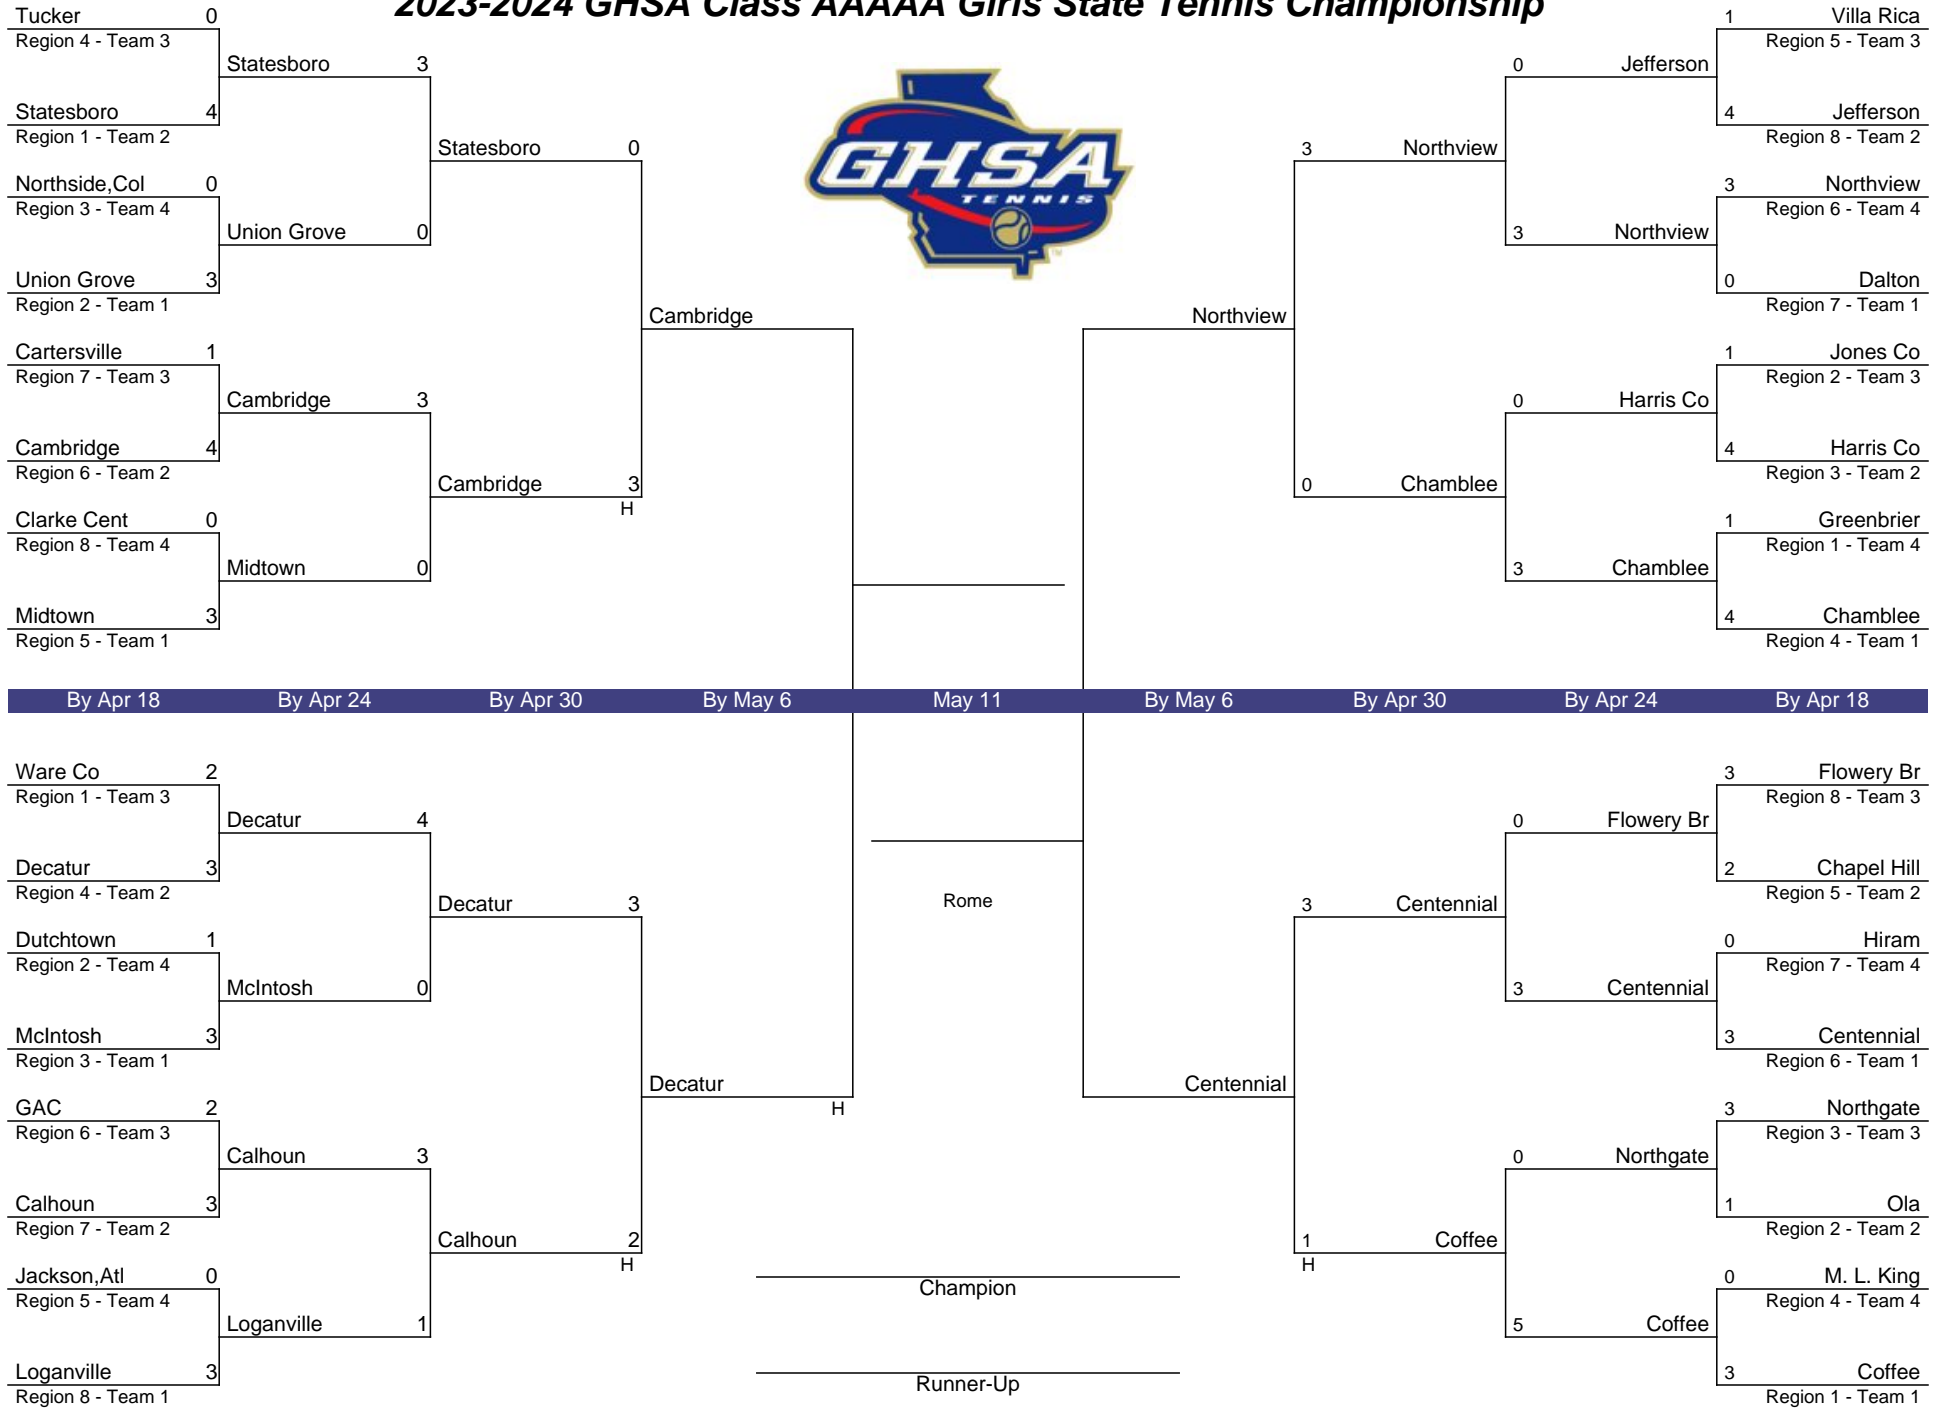 2023-2024 GHSA Class AAAAA Girls State Tennis Championship
Tucker 0
Region 4 - Team 3
Statesboro 3
Statesboro 4
Region 1 - Team 2
Statesboro 0
Northside,Col 0
Region 3 - Team 4
Union Grove 0
Union Grove 3
Region 2 - Team 1
Cambridge
Cartersville 1
Region 7 - Team 3
Cambridge 3
Cambridge 4
Region 6 - Team 2
Cambridge 3
H
Clarke Cent 0
Region 8 - Team 4
Midtown 0
Midtown 3
Region 5 - Team 1
GHSA
TENNIS
TM
1 Villa Rica
Region 5 - Team 3
0 Jefferson
4 Jefferson
Region 8 - Team 2
3 Northview
3 Northview
Region 6 - Team 4
3 Northview
0 Dalton
Region 7 - Team 1
Northview
1 Jones Co
Region 2 - Team 3
0 Harris Co
4 Harris Co
Region 3 - Team 2
0 Chamblee
1 Greenbrier
Region 1 - Team 4
3 Chamblee
4 Chamblee
Region 4 - Team 1
By Apr 18 By Apr 24 By Apr 30 By May 6 May 11 By May 6 By Apr 30 By Apr 24 By Apr 18
Ware Co 2
Region 1 - Team 3
Decatur 4
Decatur 3
Region 4 - Team 2
Decatur 3
Dutchtown 1
Region 2 - Team 4
McIntosh 0
McIntosh 3
Region 3 - Team 1
Decatur
H
GAC 2
Region 6 - Team 3
Calhoun 3
Calhoun 3
Region 7 - Team 2
Calhoun 2
H
Jackson,Atl 0
Region 5 - Team 4
Loganville 1
Loganville 3
Region 8 - Team 1
Rome
Champion
Runner-Up
3 Flowery Br
Region 8 - Team 3
0 Flowery Br
2 Chapel Hill
Region 5 - Team 2
3 Centennial
0 Hiram
Region 7 - Team 4
3 Centennial
3 Centennial
Region 6 - Team 1
Centennial
3 Northgate
Region 3 - Team 3
0 Northgate
1 Ola
Region 2 - Team 2
1 Coffee
H
0 M. L. King
Region 4 - Team 4
5 Coffee
3 Coffee
Region 1 - Team 1